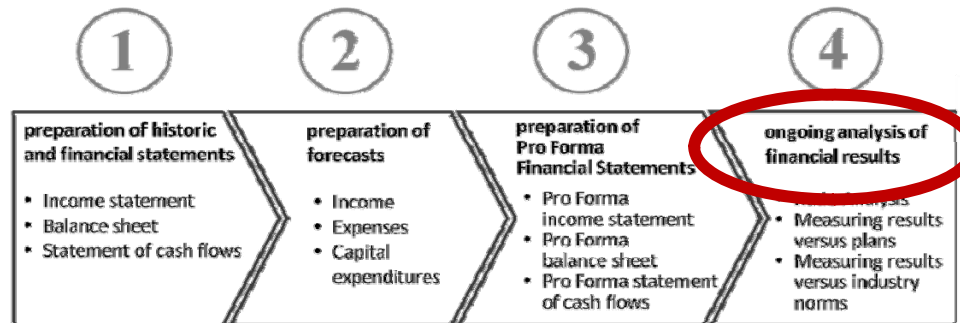 1
2
3
4
preparation of historic
and financial statements
• Income statement
• Balance sheet
• Statement of cash flows
preparation of
forecasts
• Income
• Expenses
• Capital
expenditures
preparation of
Pro Forma
Financial Statements
• Pro Forma
income statement
• Pro Forma
balance sheet
• Pro Forma statement
of cash flows
ongoing analysis of
financial results
analysis
• Measuring results
versus plans
• Measuring results
versus industry
norms